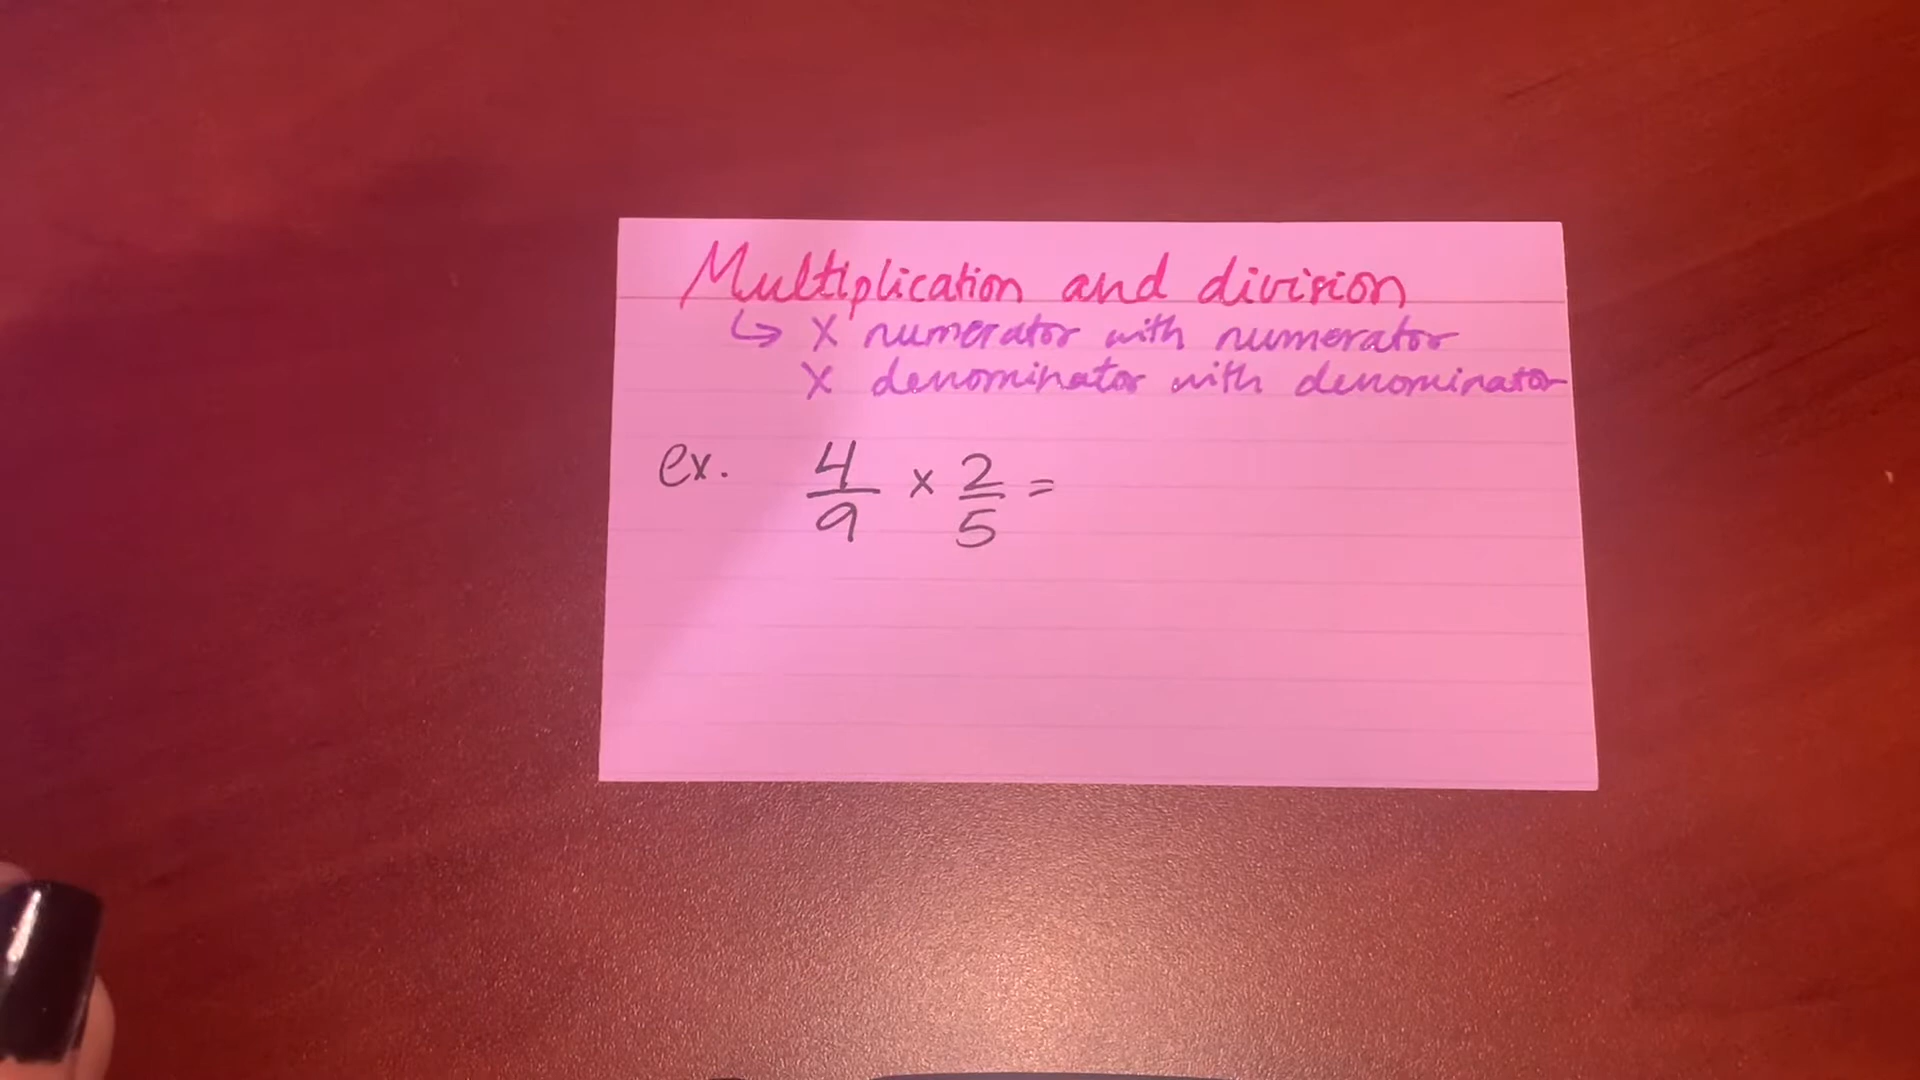 Multiplication and division
↳ X numerator with numerator
X denominator with denominator
ex. 4/9 × 2/5 =